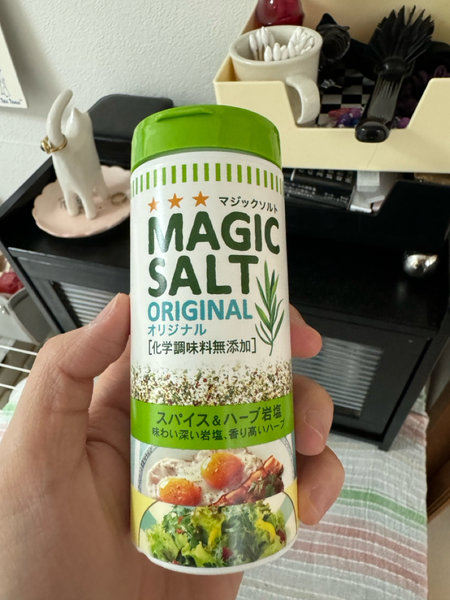 マジックソルト
MAGIC
SALT
ORIGINAL
オリジナル
[化学調味料無添加]
スパイス&ハーブ岩塩
味わい深い岩塩、香り高いハーブ